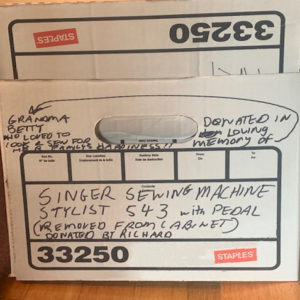 STAPLES
33250
GRANDMA
BETTY
WHO LOVED TO
COOK & SEW FOR
HAPPINESS!!
DONATED IN
LOVING
MEMORY OF
Contents
SINGER SEWING MACHINE
STYLIST 543 with PEDAL
(REMOVED FROM CABINET)
DONATED BY RICHARD
33250
STAPLES